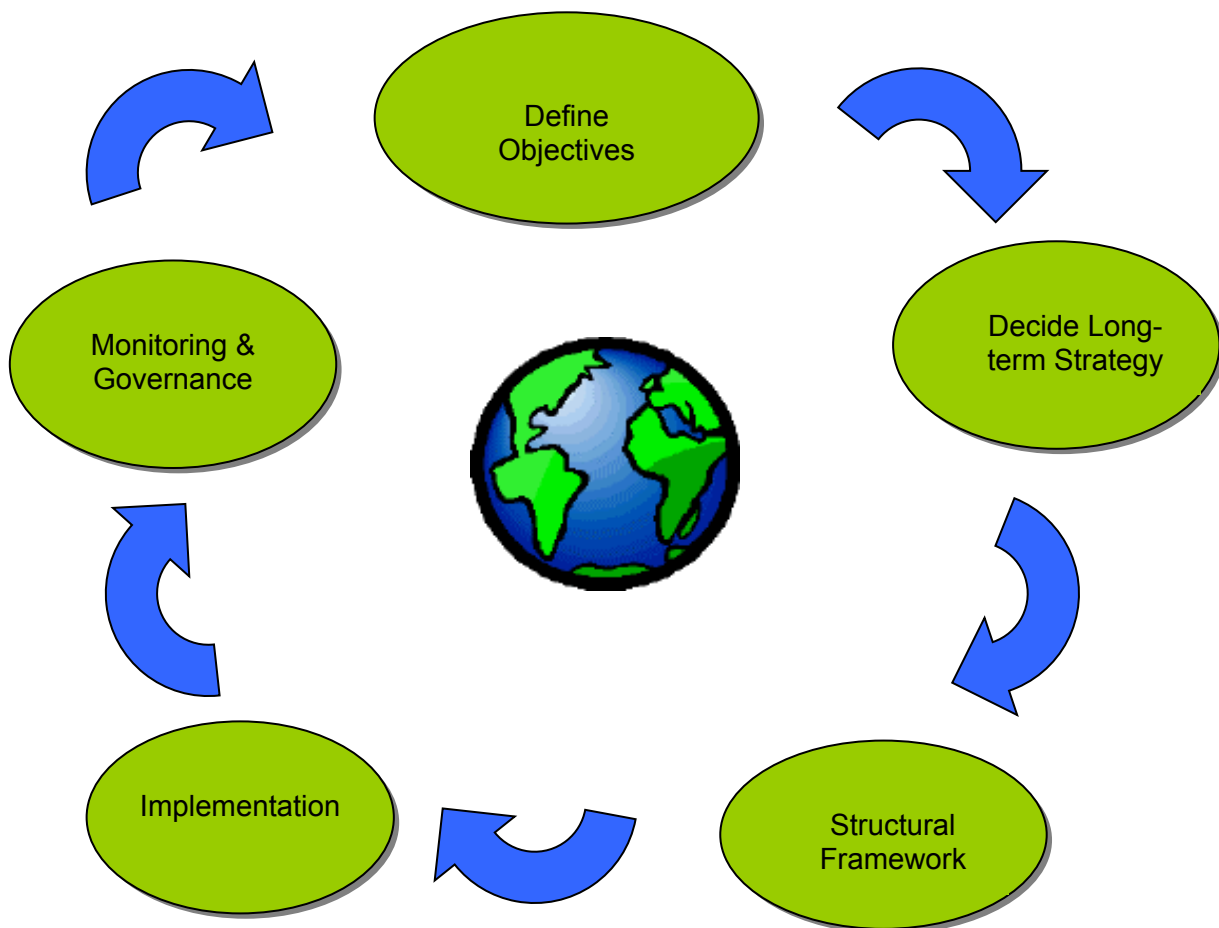 Define
Objectives
Decide Long-
term Strategy
Structural
Framework
Implementation
Monitoring &
Governance